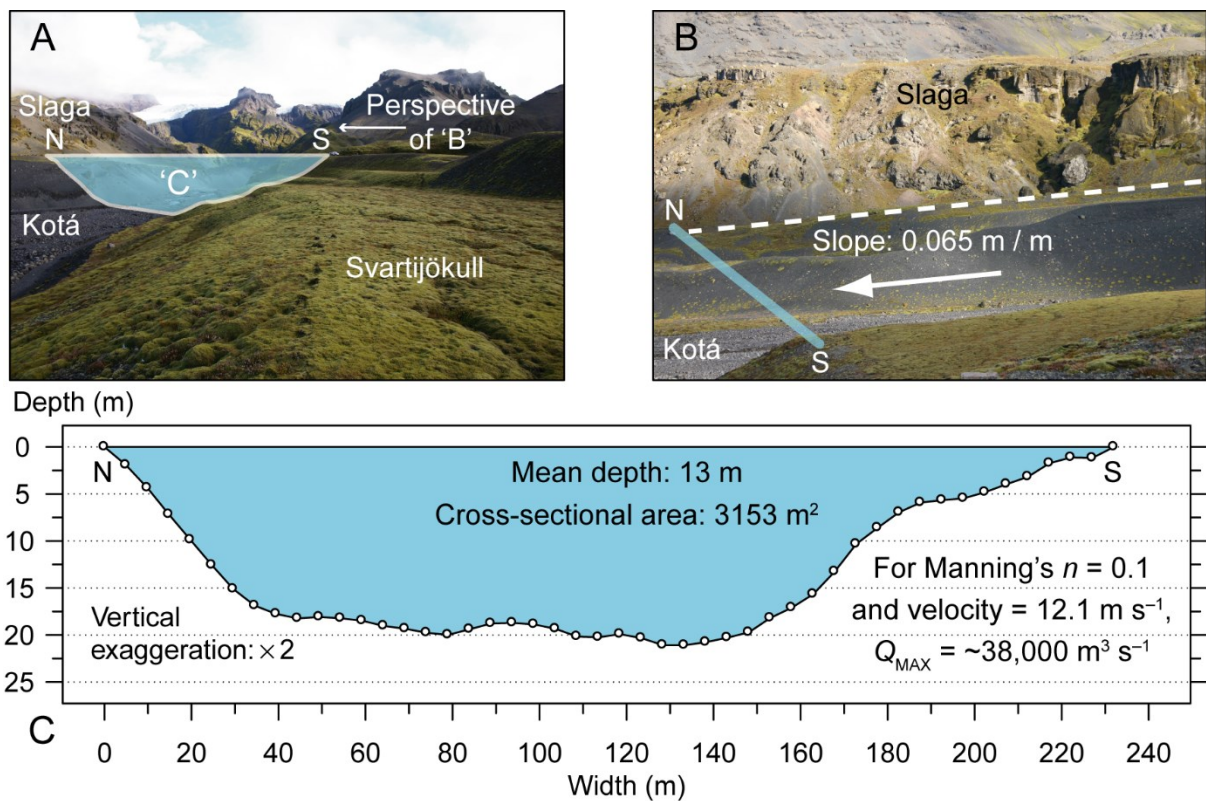 A
Slaga
N
S
Perspective
of 'B'
'C'
Kotá
Svartijökull
B
Slaga
N
Slope: 0.065 m / m
Kotá
S
Depth (m)
0
5
10
15
20
25
N
S
Mean depth: 13 m
Cross-sectional area: 3153 m²
For Manning's n = 0.1
and velocity = 12.1 m s⁻¹,
Q_MAX = ~38,000 m³ s⁻¹
Vertical
exaggeration: ×2
C
0 20 40 60 80 100 120 140 160 180 200 220 240
Width (m)